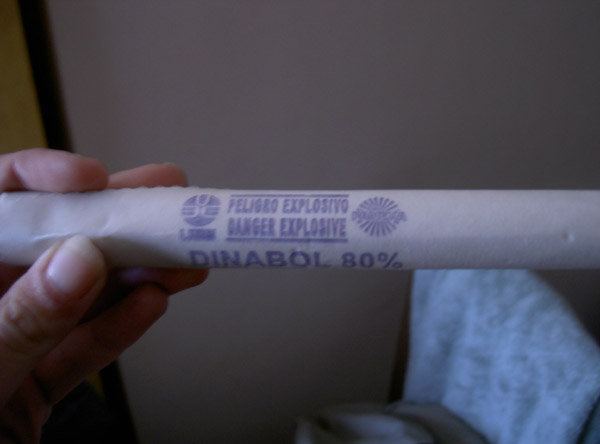 PELIGRO EXPLOSIVO
DANGER EXPLOSIVE
DINABOL 80%